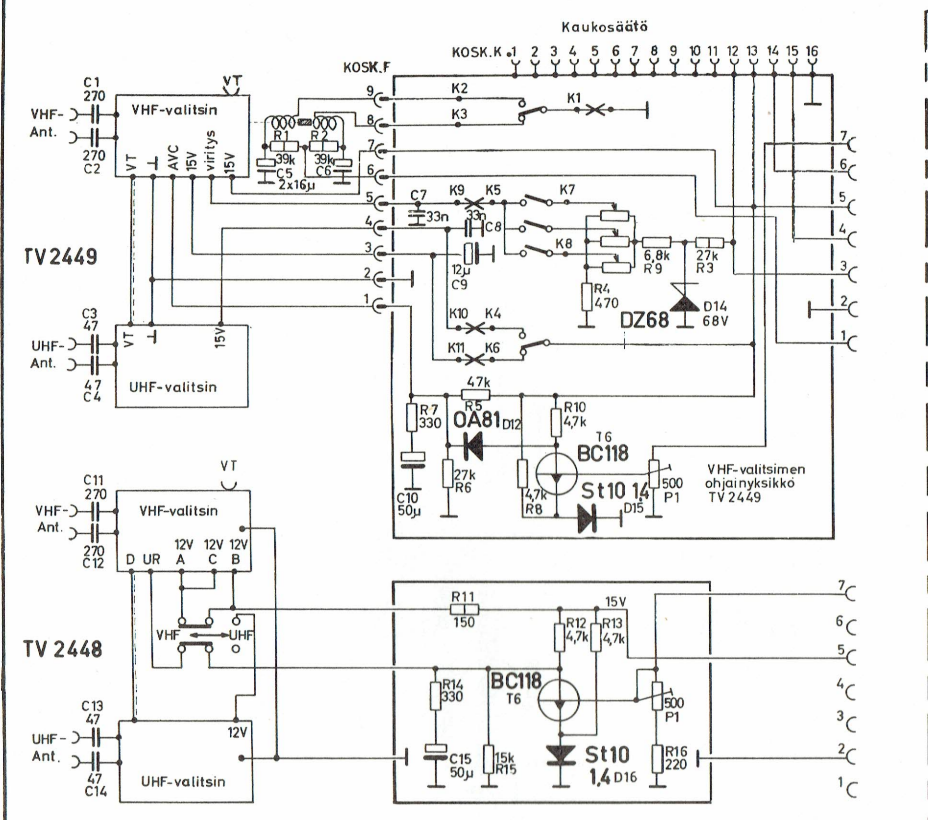 Kaukosäätö
KOSK.K. 1 2 3 4 5 6 7 8 9 10 11 12 13 14 15 16
KOSK.F
C1
270
VHF-
Ant.
270
C2
VT
VHF-valitsin
VT
⊥
AVC
15V
viritys
15V
R1
39k
C5
R2
39k
C6
2x16µ
9
8
7
6
5
4
3
2
1
K2
K3
K1
C7
33n
K9
K5
K7
33n
C8
K8
12µ
C9
R4
470
6,8k
R9
27k
R3
D14
68V
DZ68
K10
K4
K11
K6
TV 2449
C3
47
UHF-
Ant.
47
C4
VT
⊥
15V
UHF-valitsin
R7
330
C10
50µ
47k
R5
OA81
D12
27k
R6
R10
4,7k
T6
BC118
4,7k
R8
St10 1,4
D15
500
P1
VHF-valitsimen
ohjainyksikkö
TV 2449
7
6
5
4
3
2
1
C11
270
VHF-
Ant.
270
C12
VT
VHF-valitsin
12V
12V
12V
D
UR
A
C
B
VHF
UHF
TV 2448
C13
47
UHF-
Ant.
47
C14
12V
UHF-valitsin
R11
150
15V
R12
4,7k
R13
4,7k
R14
330
C15
50µ
15k
R15
BC118
T6
St10
1,4
D16
500
P1
R16
220
7
6
5
4
3
2
1